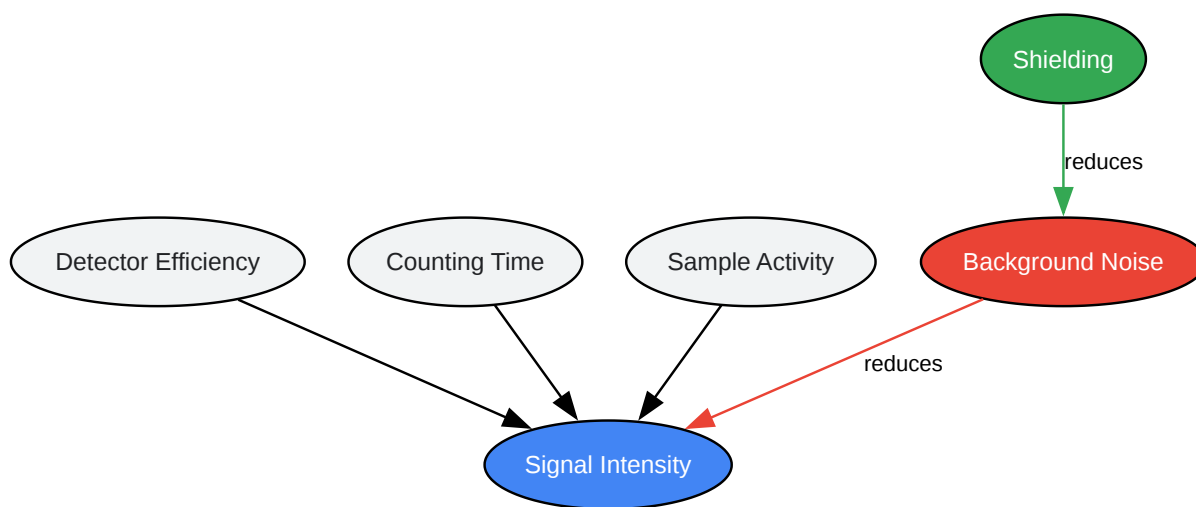 Shielding
reduces
Detector Efficiency
Counting Time
Sample Activity
Background Noise
reduces
Signal Intensity